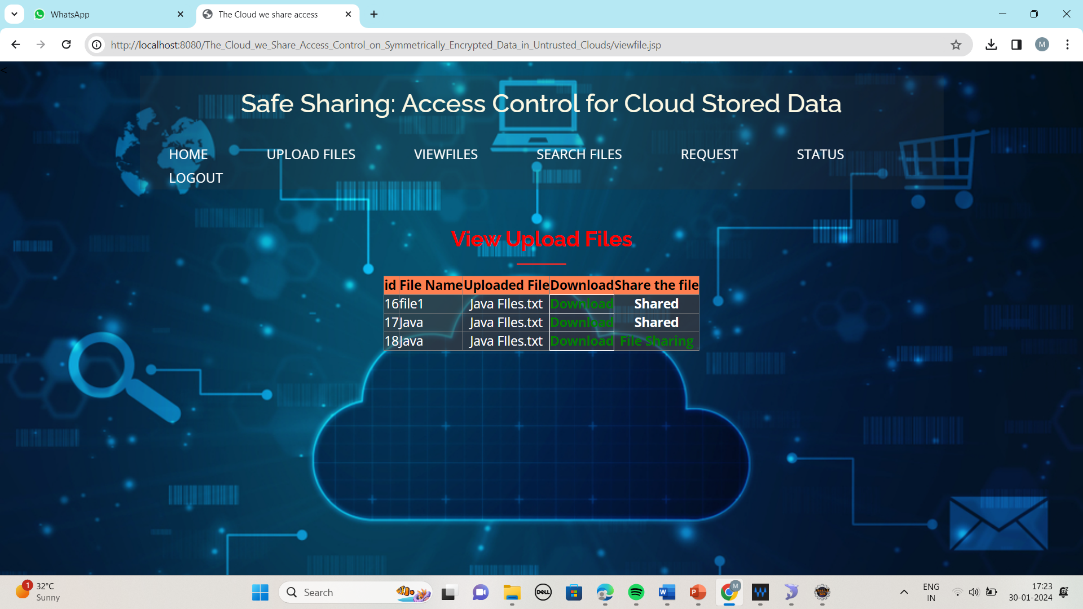 WhatsApp
The Cloud we share access
http://localhost:8080/The_Cloud_we_Share_Access_Control_on_Symmetrically_Encrypted_Data_in_Untrusted_Clouds/viewfile.jsp
M
Safe Sharing: Access Control for Cloud Stored Data
HOME UPLOAD FILES VIEWFILES SEARCH FILES REQUEST STATUS
LOGOUT
View Upload Files
id File Name Uploaded File Download Share the file
16 file1 Java FIles.txt Download Shared
17 Java Java FIles.txt Download Shared
18 Java Java FIles.txt Download File Sharing
1
32°C
Sunny
Search
DELL
W
P
M
ENG
IN
17:23
30-01-2024